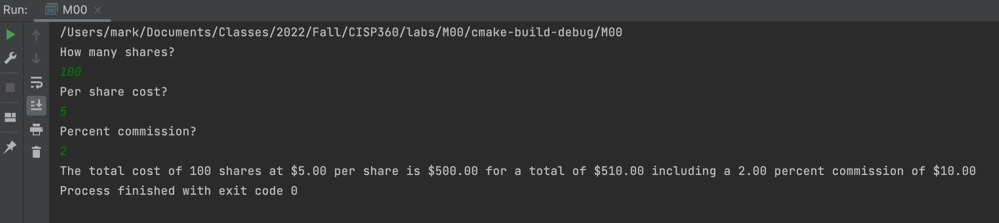 Run: M00
/Users/mark/Documents/Classes/2022/Fall/CISP360/labs/M00/cmake-build-debug/M00
How many shares?
100
Per share cost?
5
Percent commission?
2
The total cost of 100 shares at $5.00 per share is $500.00 for a total of $510.00 including a 2.00 percent commission of $10.00
Process finished with exit code 0